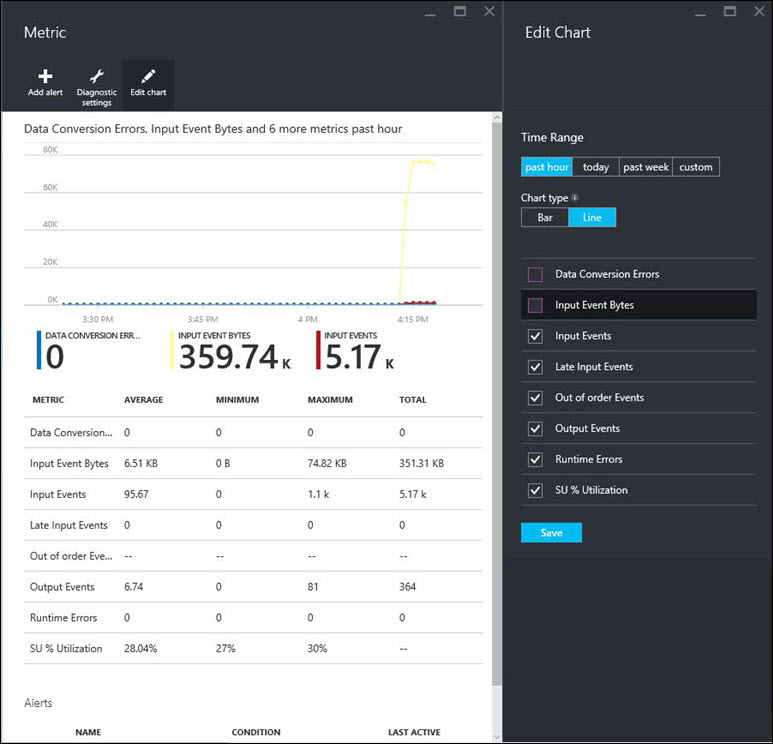 Metric
Add alert
Diagnostic settings
Edit chart
Data Conversion Errors, Input Event Bytes and 6 more metrics past hour
80K
60K
40K
20K
0K
3:30 PM 3:45 PM 4 PM 4:15 PM
DATA CONVERSION ERR... INPUT EVENT BYTES INPUT EVENTS
0 359.74 K 5.17 K
METRIC AVERAGE MINIMUM MAXIMUM TOTAL
Data Conversion... 0 0 0 0
Input Event Bytes 6.51 KB 0 B 74.82 KB 351.31 KB
Input Events 95.67 0 1.1 k 5.17 k
Late Input Events 0 0 0 0
Out of order Eve... -- -- -- --
Output Events 6.74 0 81 364
Runtime Errors 0 0 0 0
SU % Utilization 28.04% 27% 30% --
Alerts
NAME CONDITION LAST ACTIVE
Edit Chart
Time Range
past hour today past week custom
Chart type
Bar Line
Data Conversion Errors
Input Event Bytes
Input Events
Late Input Events
Out of order Events
Output Events
Runtime Errors
SU % Utilization
Save